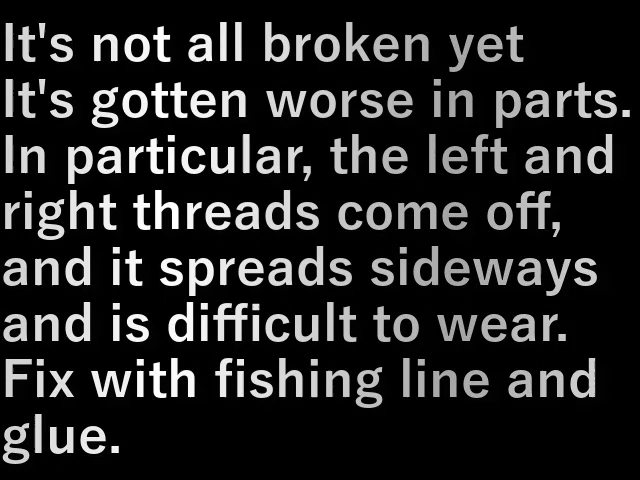 It's not all broken yet
It's gotten worse in parts.
In particular, the left and
right threads come off,
and it spreads sideways
and is difficult to wear.
Fix with fishing line and
glue.